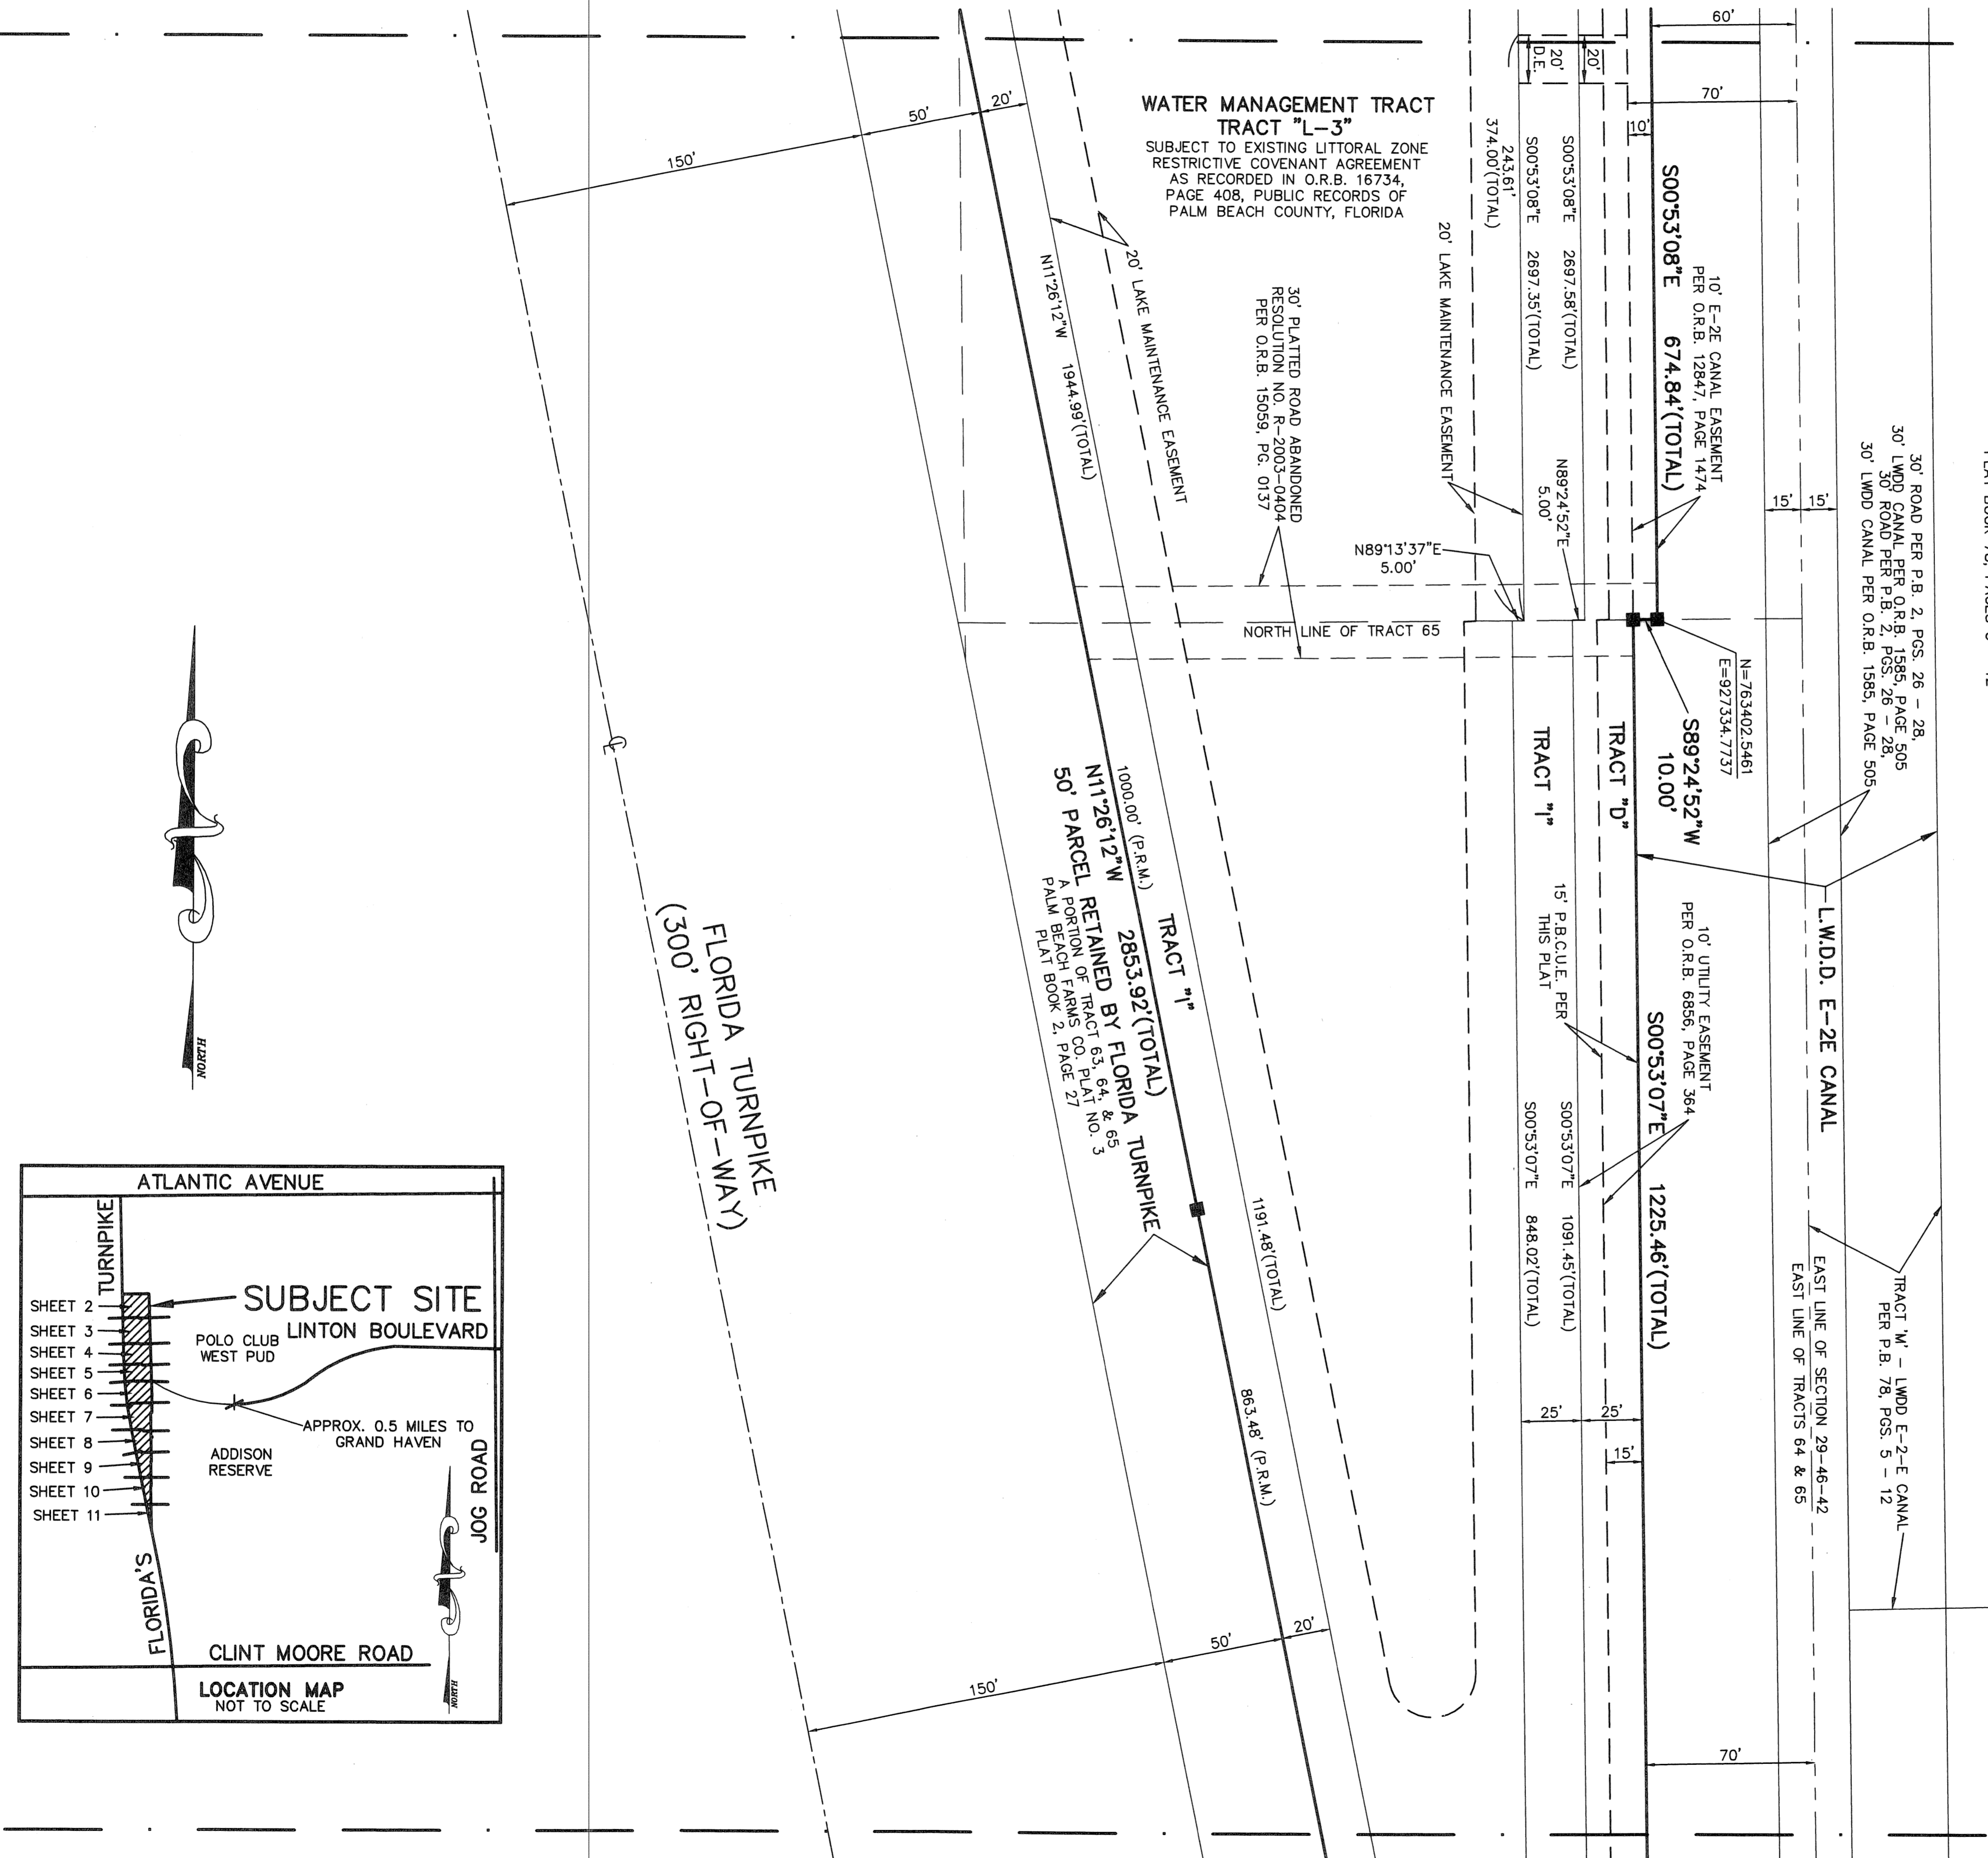 60'
20'
20'
D.E.
70'
10'
50'
20'
150'
WATER MANAGEMENT TRACT
TRACT "L-3"
SUBJECT TO EXISTING LITTORAL ZONE
RESTRICTIVE COVENANT AGREEMENT
AS RECORDED IN O.R.B. 16734,
PAGE 408, PUBLIC RECORDS OF
PALM BEACH COUNTY, FLORIDA
243.61'
374.00'(TOTAL)
S00°53'08"E 2697.35'(TOTAL)
S00°53'08"E 2697.58'(TOTAL)
S00°53'08"E 674.84'(TOTAL)
10' E-2E CANAL EASEMENT
PER O.R.B. 12847, PAGE 1474
20' LAKE MAINTENANCE EASEMENT
20' LAKE MAINTENANCE EASEMENT
N11°26'12"W 1944.99'(TOTAL)
30' PLATTED ROAD ABANDONED
RESOLUTION NO. R-2003-0404
PER O.R.B. 15059, PG. 0137
N89°24'52"E
5.00'
N89°13'37"E
5.00'
15'
15'
30' ROAD PER P.B. 2, PGS. 26 - 28,
30' LWDD CANAL PER O.R.B. 1585, PAGE 505
30' ROAD PER P.B. 2, PGS. 26 - 28,
30' LWDD CANAL PER O.R.B. 1585, PAGE 505
NORTH LINE OF TRACT 65
N=763402.5461
E=927334.7737
S89°24'52"W
10.00'
TRACT "D"
TRACT "I"
TRACT "I"
1000.00' (P.R.M.)
N11°26'12"W 2853.92'(TOTAL)
50' PARCEL RETAINED BY FLORIDA TURNPIKE
A PORTION OF TRACT 63, 64, & 65
PALM BEACH FARMS CO. PLAT NO. 3
PLAT BOOK 2, PAGE 27
FLORIDA TURNPIKE
(300' RIGHT-OF-WAY)
15' P.B.C.U.E. PER
THIS PLAT
10' UTILITY EASEMENT
PER O.R.B. 6856, PAGE 364
L.W.D.D. E-2E CANAL
S00°53'07"E 1225.46'(TOTAL)
S00°53'07"E 1091.45'(TOTAL)
S00°53'07"E 848.02'(TOTAL)
1191.48'(TOTAL)
863.48' (P.R.M.)
EAST LINE OF SECTION 29-46-42
EAST LINE OF TRACTS 64 & 65
TRACT 'M' - LWDD E-2-E CANAL
PER P.B. 78, PGS. 5 - 12
25'
25'
15'
20'
50'
150'
70'
NORTH
ATLANTIC AVENUE
TURNPIKE
SUBJECT SITE
LINTON BOULEVARD
POLO CLUB
WEST PUD
SHEET 2
SHEET 3
SHEET 4
SHEET 5
SHEET 6
SHEET 7
SHEET 8
SHEET 9
SHEET 10
SHEET 11
APPROX. 0.5 MILES TO
GRAND HAVEN
ADDISON
RESERVE
JOG ROAD
FLORIDA'S
CLINT MOORE ROAD
LOCATION MAP
NOT TO SCALE
NORTH